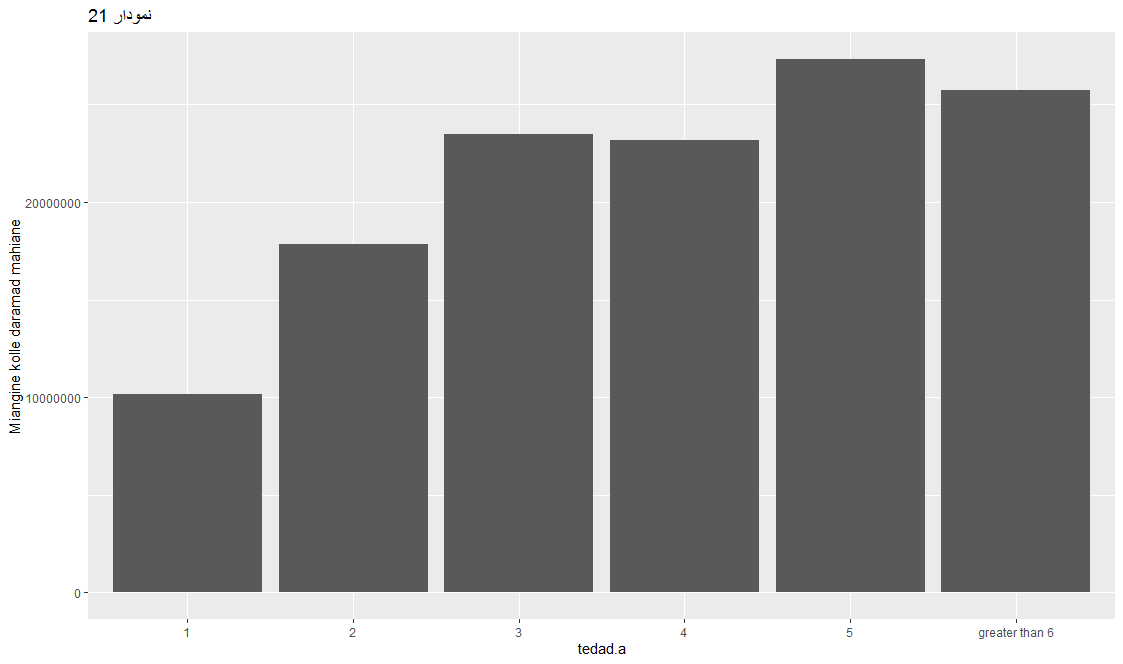 نمودار 21
Miangine kolle daramad mahiane
20000000
10000000
0
1
2
3
4
5
greater than 6
tedad.a